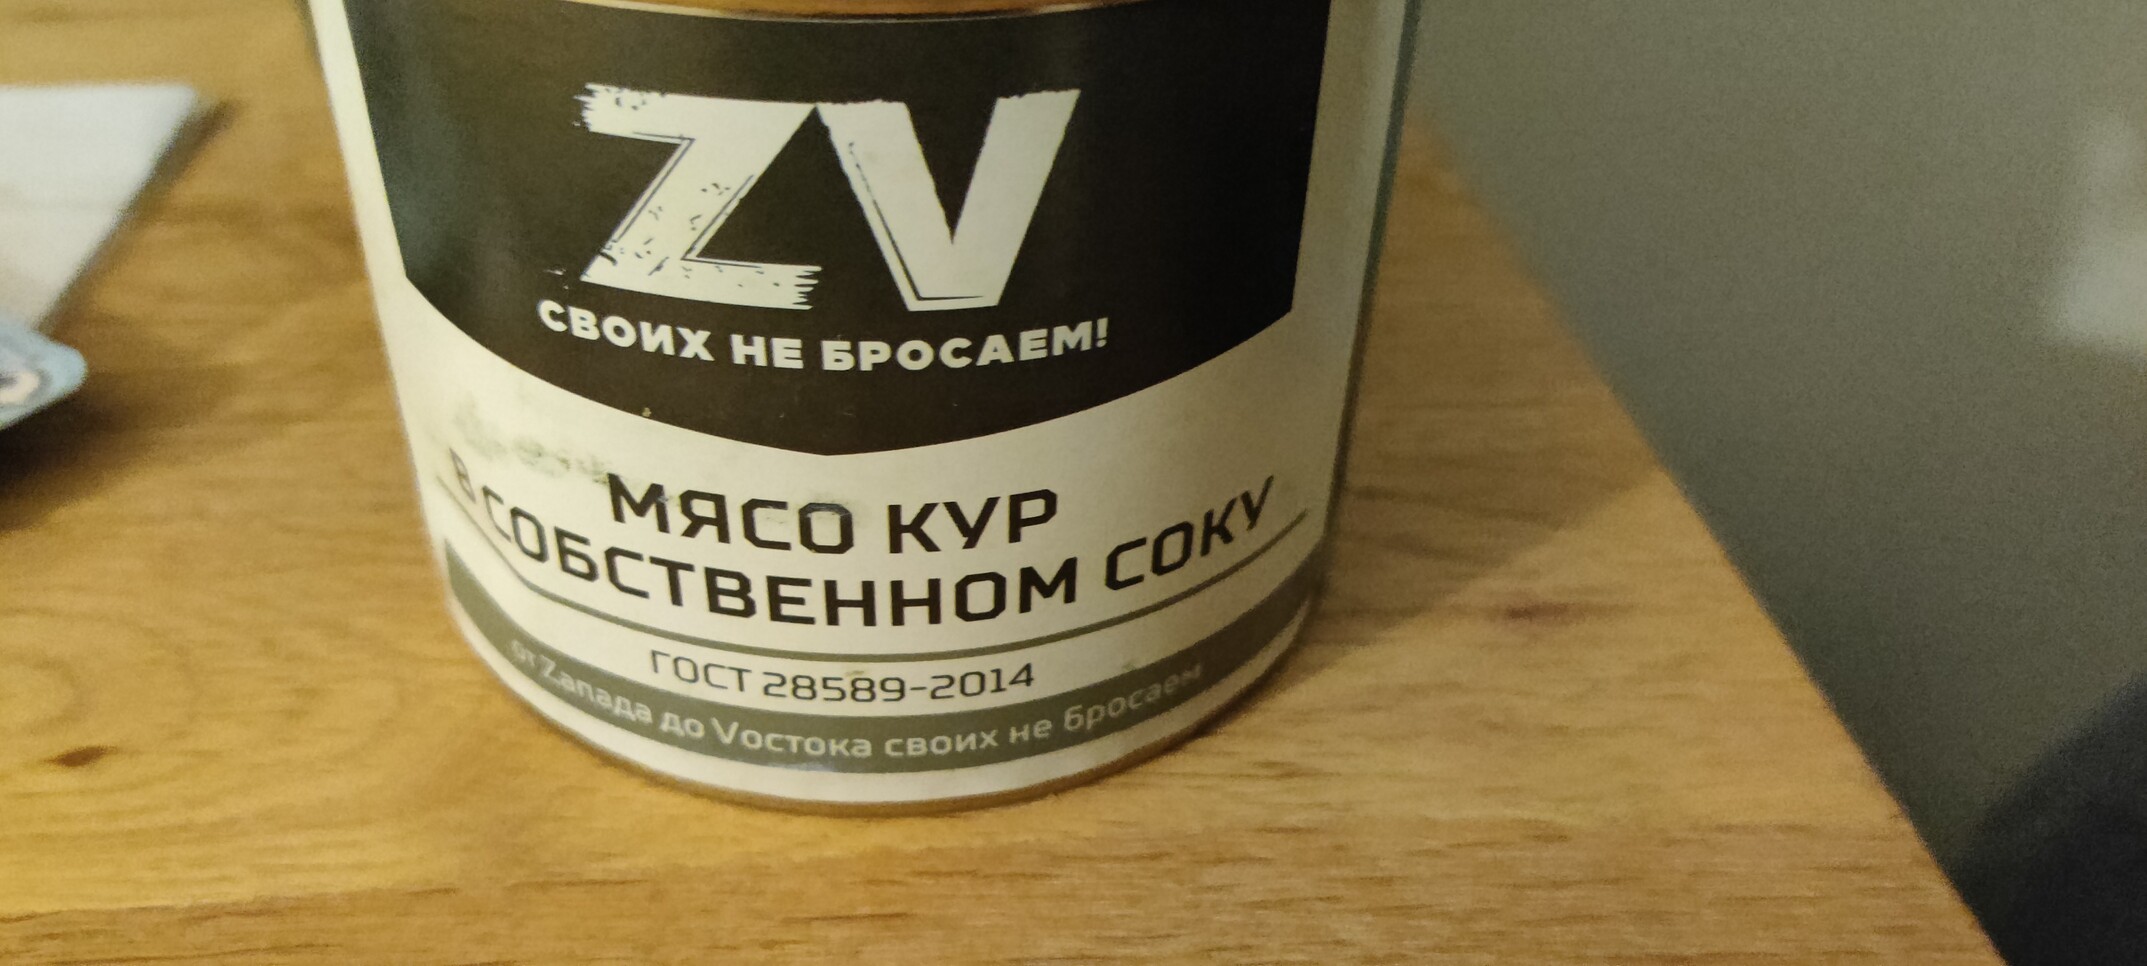 ZV
СВОИХ НЕ БРОСАЕМ!
МЯСО КУР
В СОБСТВЕННОМ СОКУ
ГОСТ 28589-2014
от Zапада до Vостока своих не бросаем